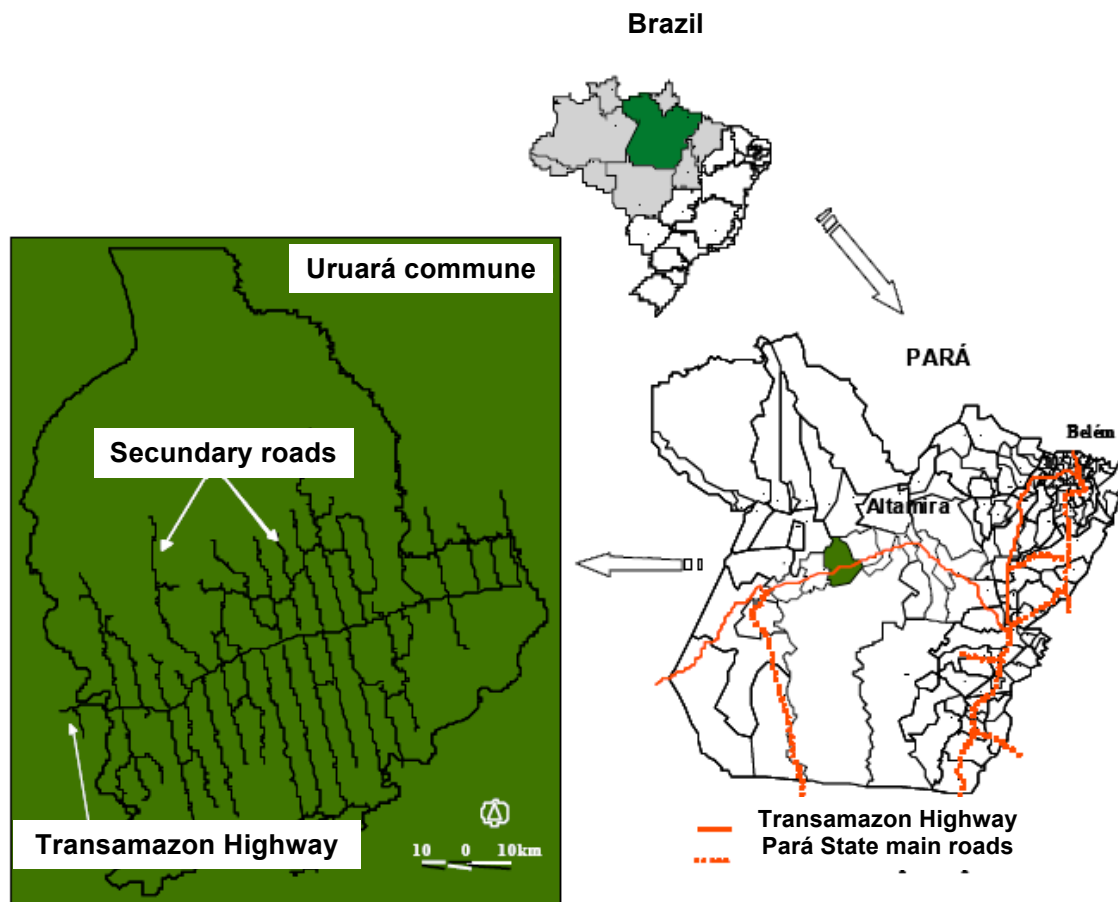 Brazil
Uruará commune
PARÁ
Belém
Secundary roads
Altamira
Transamazon Highway
10 0 10km
Transamazon Highway
Pará State main roads